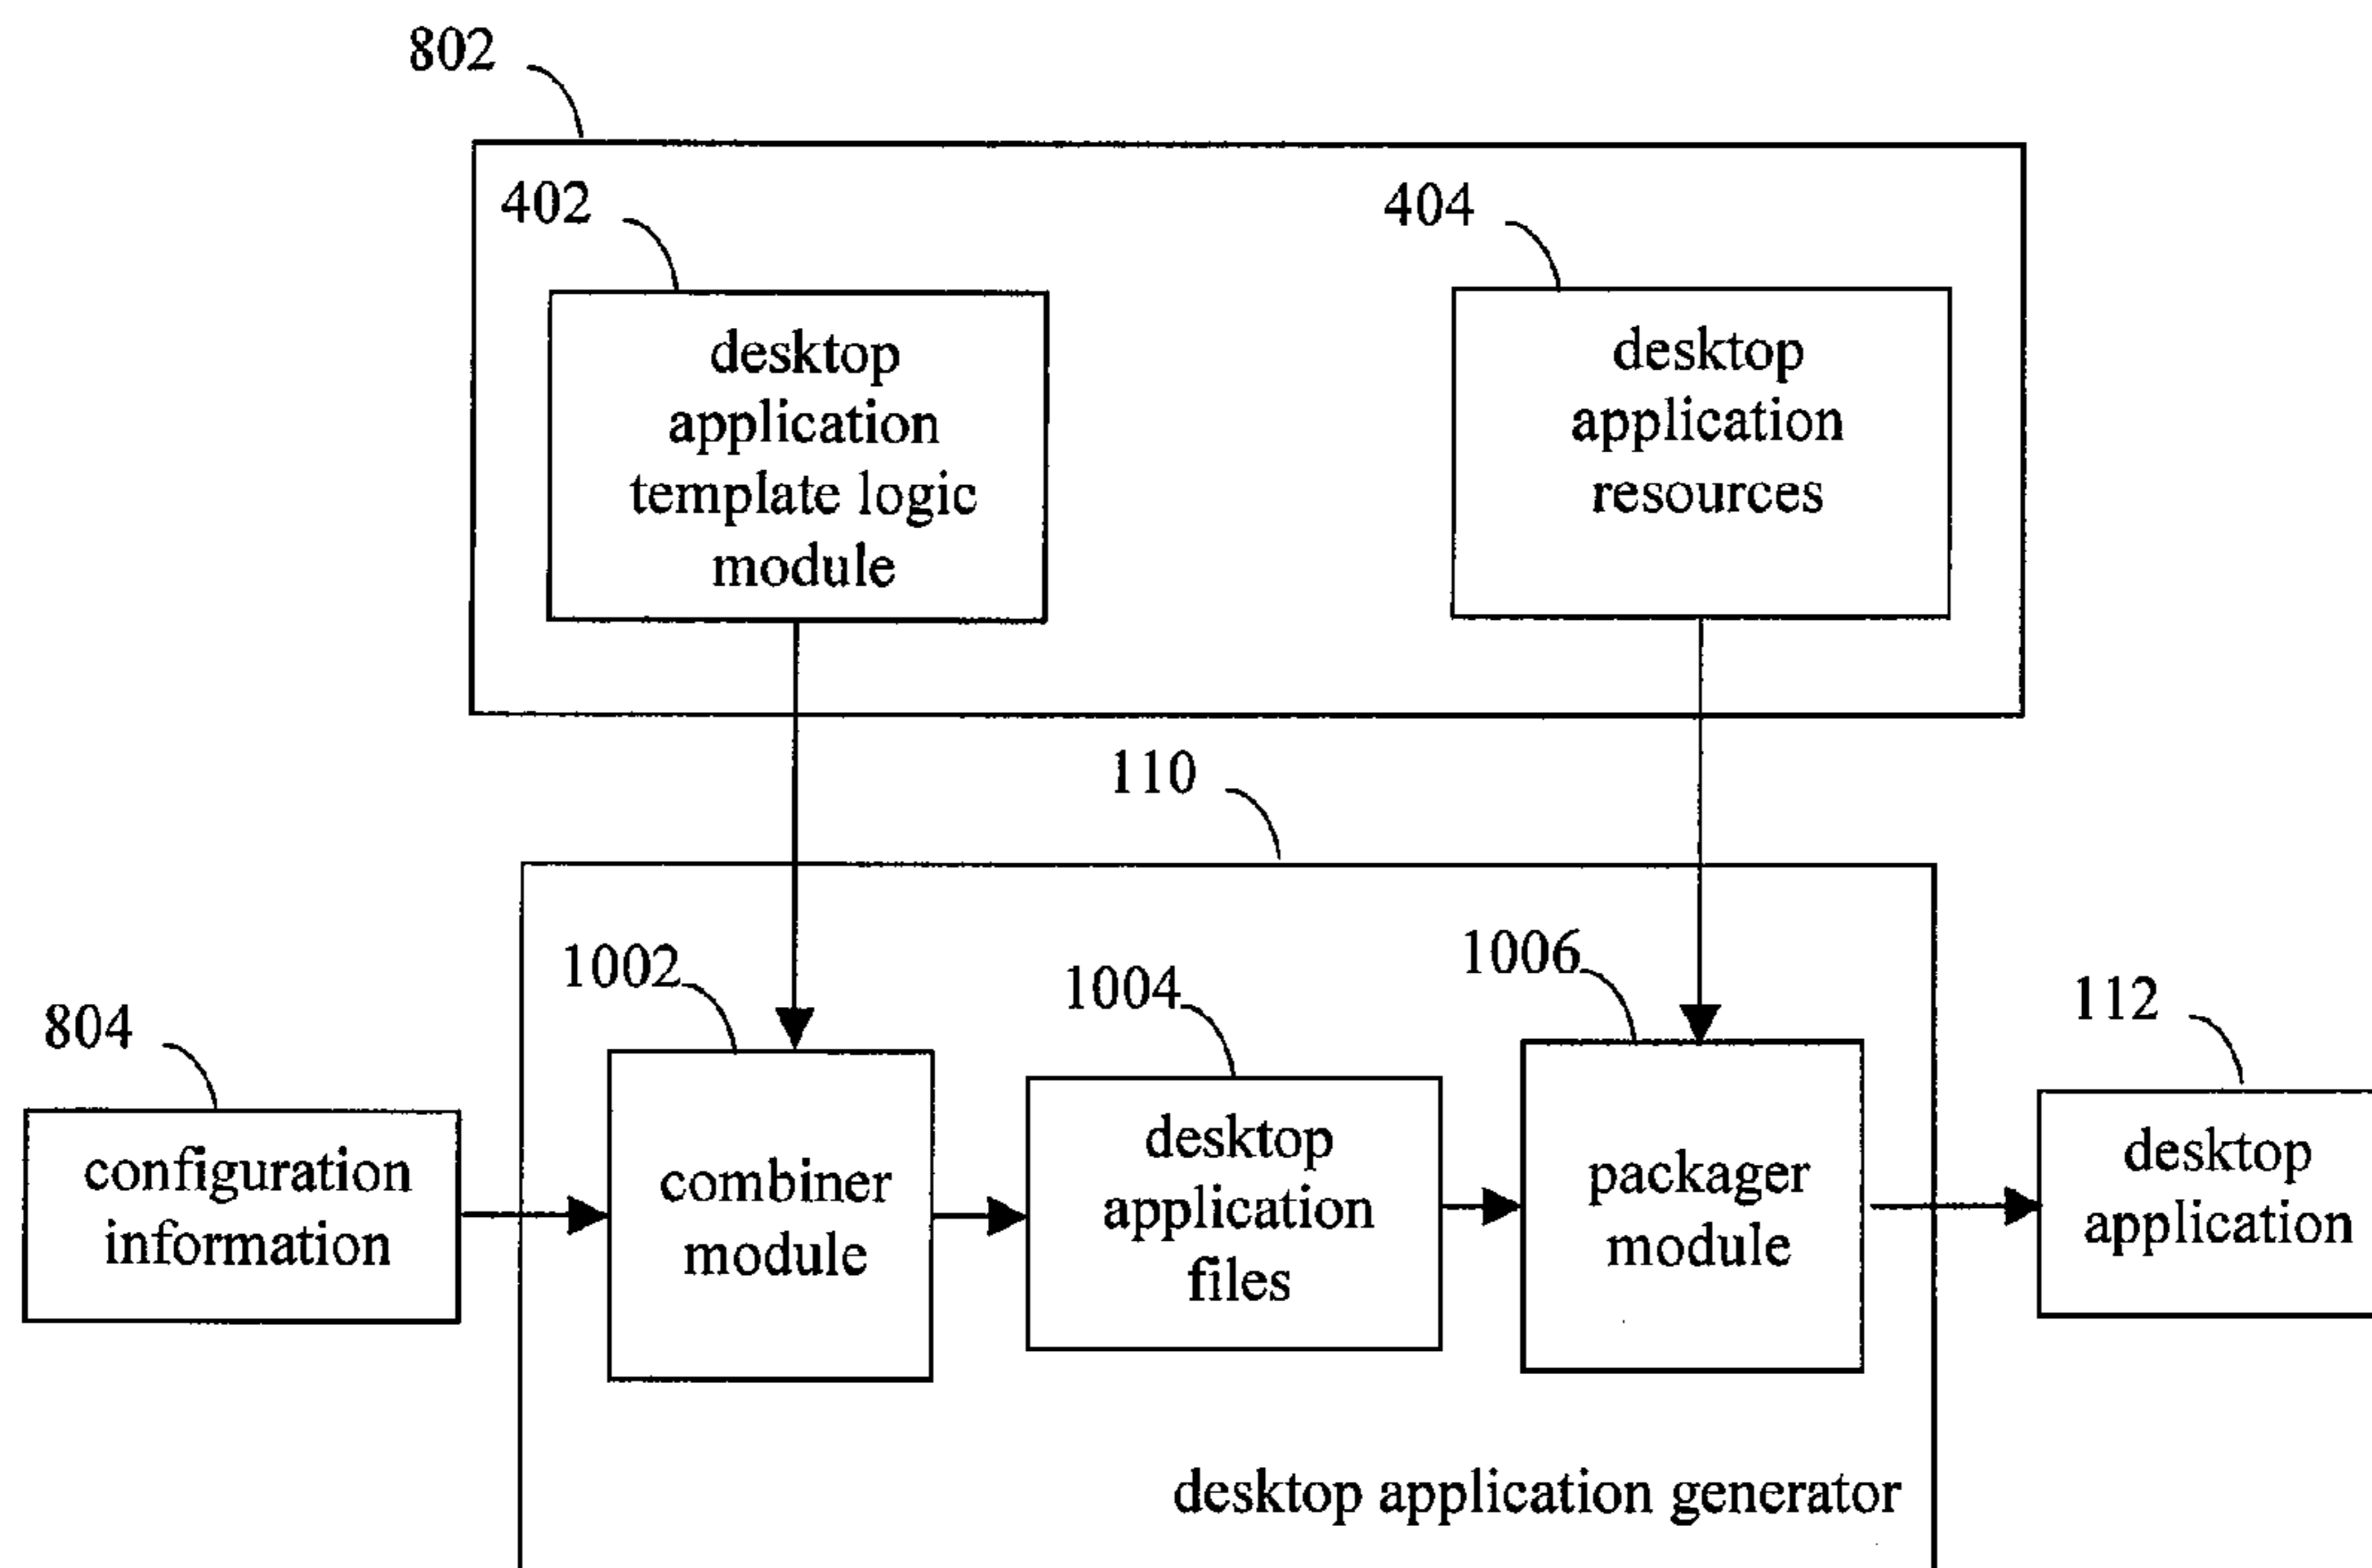 802
402
404
desktop
application
template logic
module
desktop
application
resources
110
1002
1004
1006
112
804
configuration
information
combiner
module
desktop
application
files
packager
module
desktop
application
desktop application generator